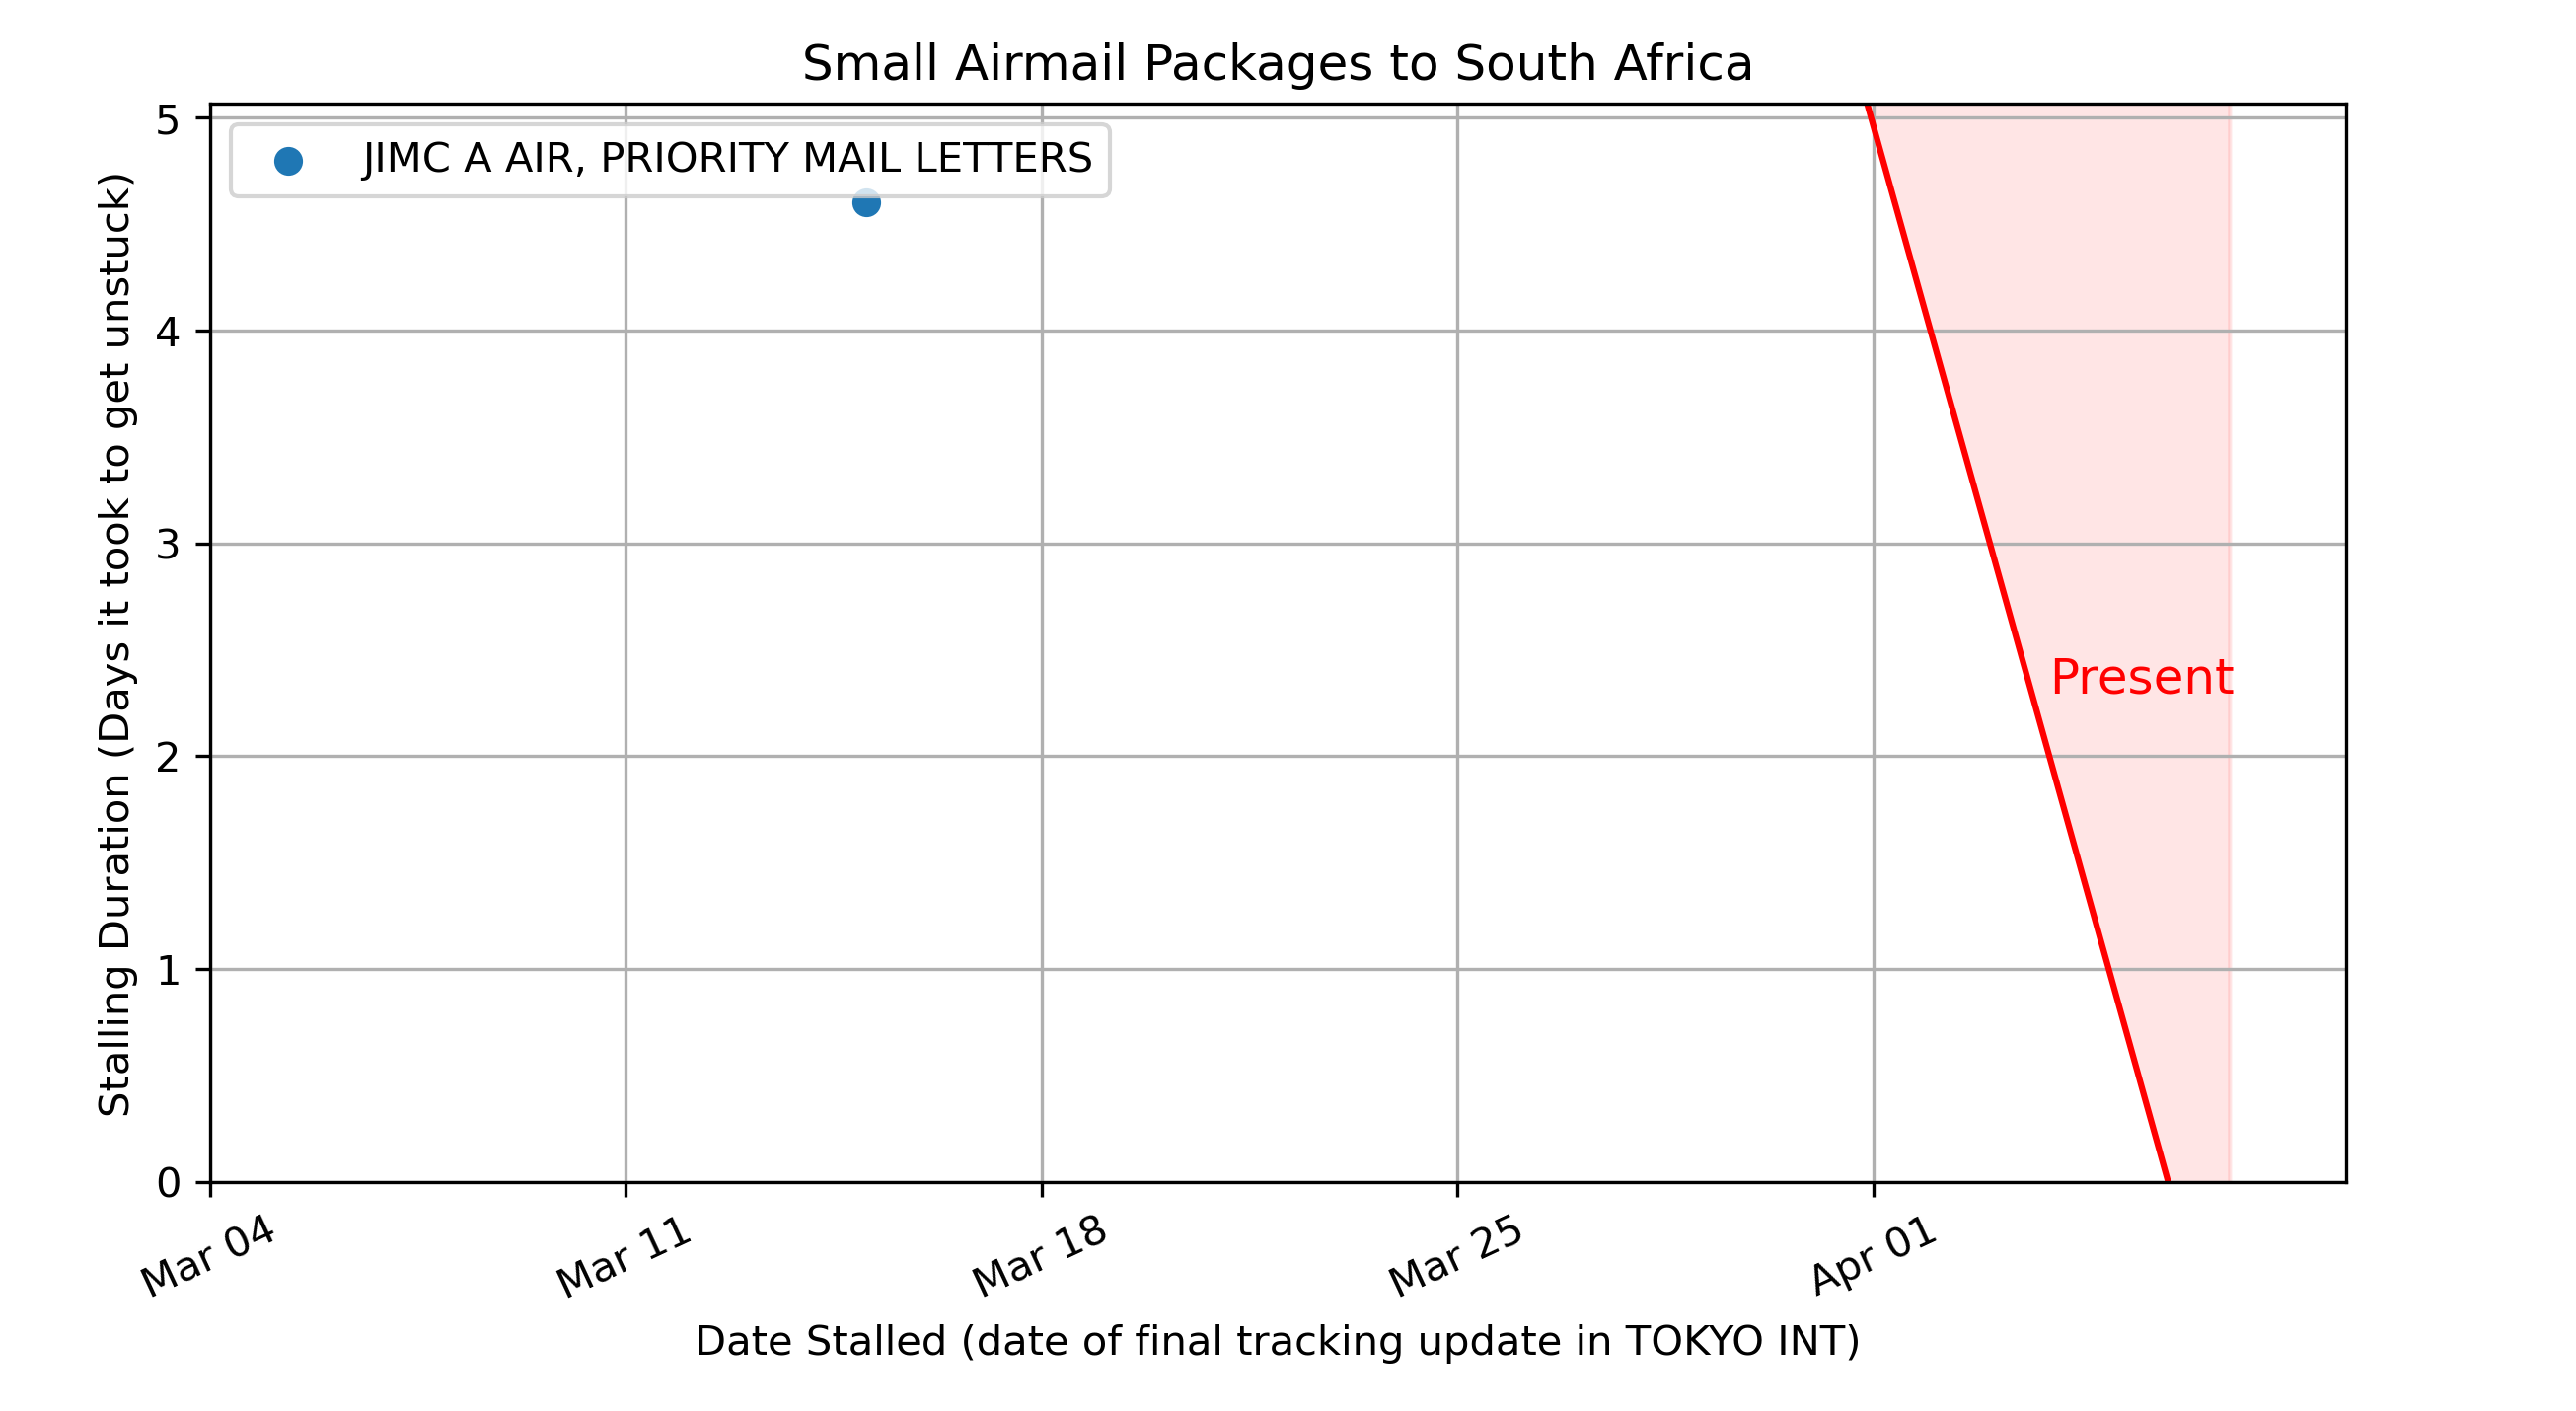 Small Airmail Packages to South Africa
JIMC A AIR, PRIORITY MAIL LETTERS
Stalling Duration (Days it took to get unstuck)
5
4
3
2
1
0
Present
Mar 04
Mar 11
Mar 18
Mar 25
Apr 01
Date Stalled (date of final tracking update in TOKYO INT)